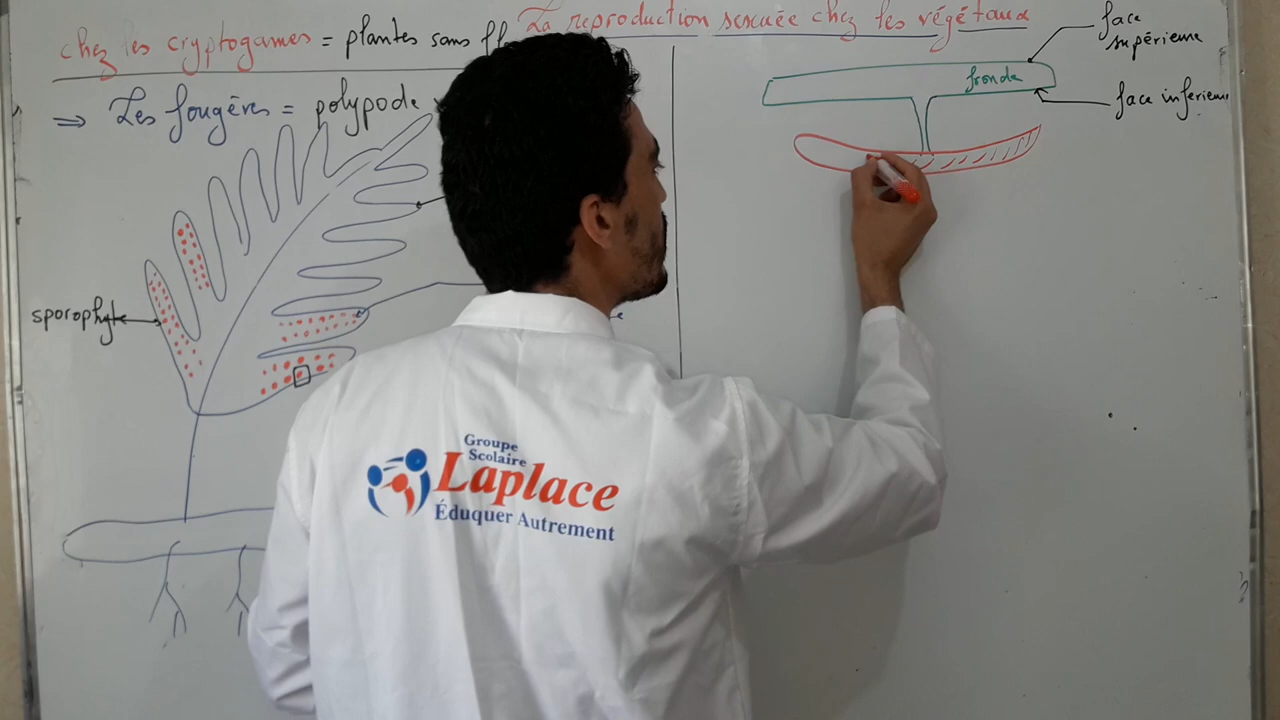 La reproduction sexuée chez les végétaux
chez les cryptogames = plantes sans
⇒ Les fougères = polypode
sporophyte
face
supérieure
fronde
face inférieure
Groupe
Scolaire
Laplace
Éduquer Autrement